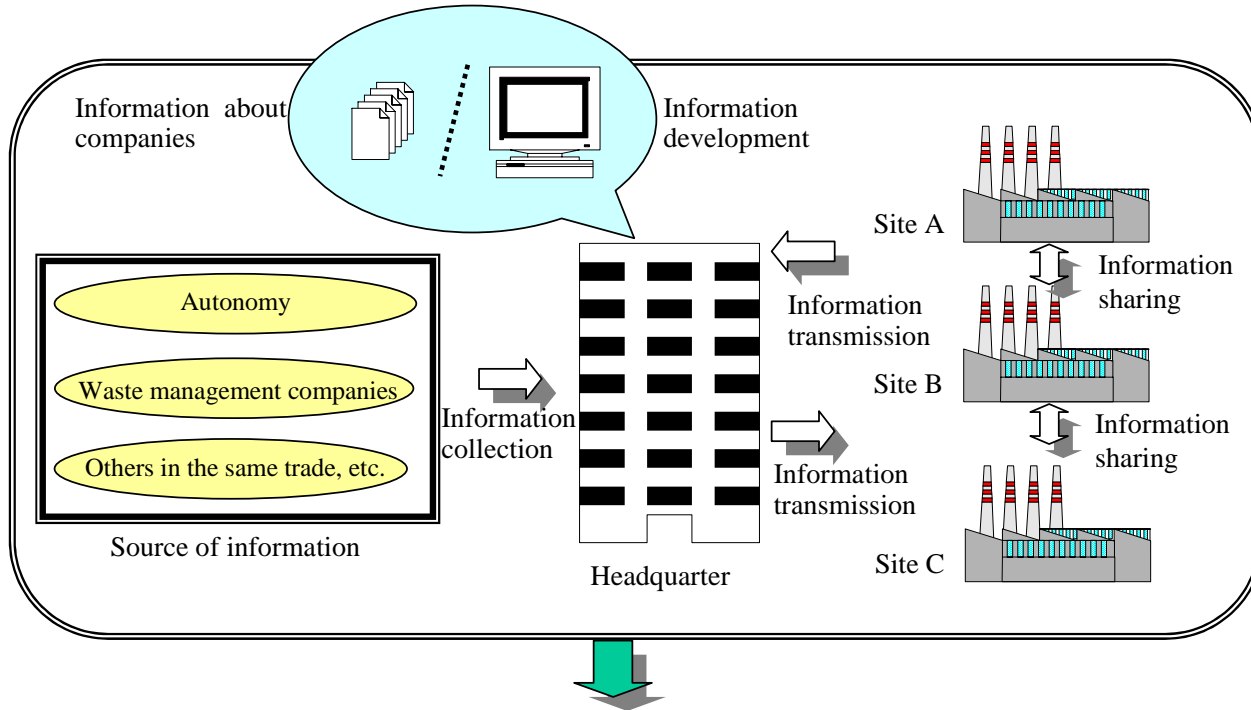 Information about
companies
Information
development
Site A
Information
sharing
Information
transmission
Autonomy
Waste management companies
Others in the same trade, etc.
Source of information
Information
collection
Headquarter
Site B
Information
sharing
Information
transmission
Site C